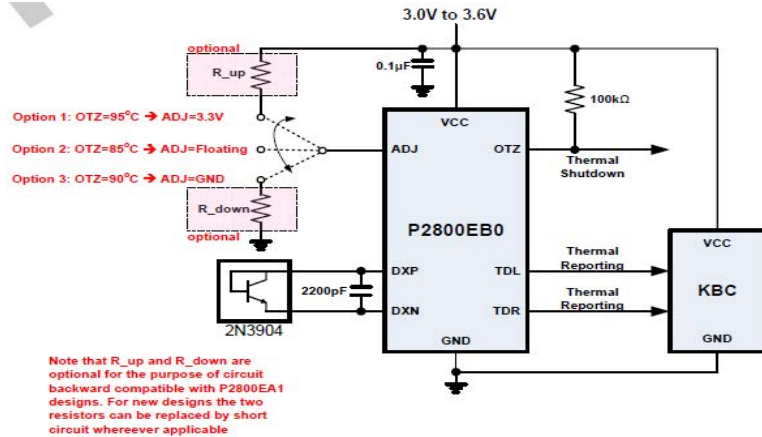 3.0V to 3.6V
optional
R_up
0.1µF
100kΩ
Option 1: OTZ=95°C ➔ ADJ=3.3V
VCC
Option 2: OTZ=85°C ➔ ADJ=Floating
ADJ
OTZ
Thermal
Shutdown
Option 3: OTZ=90°C ➔ ADJ=GND
R_down
optional
P2800EB0
VCC
KBC
GND
DXP
TDL
Thermal
Reporting
2200pF
DXN
TDR
Thermal
Reporting
2N3904
GND
Note that R_up and R_down are
optional for the purpose of circuit
backward compatible with P2800EA1
designs. For new designs the two
resistors can be replaced by short
circuit whereever applicable